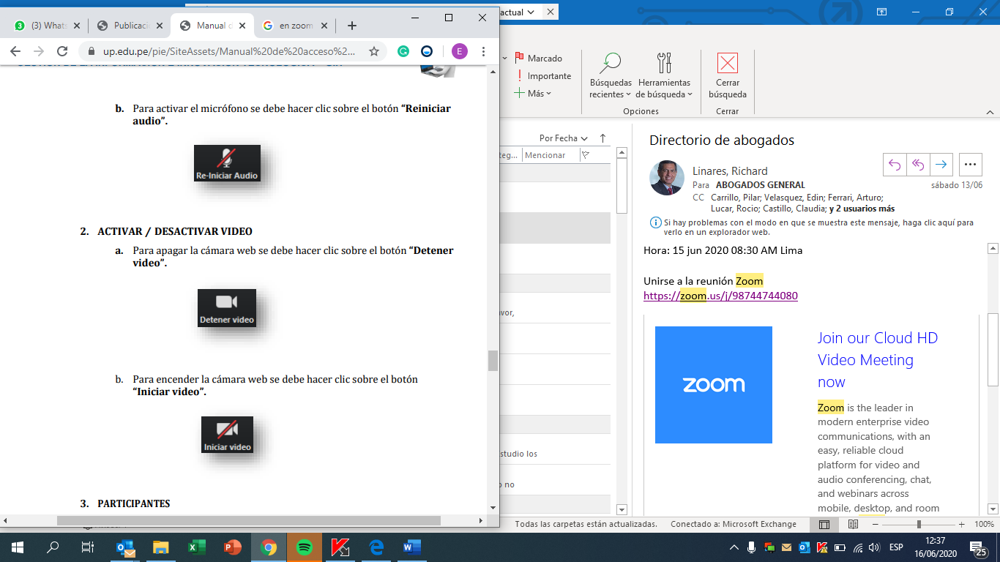 actual
(3) Whats
Publicaci
Manual d
en zoom
up.edu.pe/pie/SiteAssets/Manual%20de%20acceso%2...
E
b. Para activar el micrófono se debe hacer clic sobre el botón “Reiniciar
audio”.
Re-Iniciar Audio
2. ACTIVAR / DESACTIVAR VIDEO
a. Para apagar la cámara web se debe hacer clic sobre el botón “Detener
video”.
Detener video
b. Para encender la cámara web se debe hacer clic sobre el botón
“Iniciar video”.
Iniciar video
3. PARTICIPANTES
Marcado
Importante
Más
Búsquedas
recientes
Herramientas
de búsqueda
Opciones
Cerrar
búsqueda
Cerrar
Por Fecha
teg... Mencionar
avor,
studio los
o no
Directorio de abogados
Linares, Richard
Para ABOGADOS GENERAL
sábado 13/06
CC Carrillo, Pilar; Velasquez, Edin; Ferrari, Arturo;
Lucar, Rocio; Castillo, Claudia; y 2 usuarios más
Si hay problemas con el modo en que se muestra este mensaje, haga clic aquí para
verlo en un explorador web.
Hora: 15 jun 2020 08:30 AM Lima
Unirse a la reunión Zoom
https://zoom.us/j/98744744080
zoom
Join our Cloud HD
Video Meeting
now
Zoom is the leader in
modern enterprise video
communications, with an
easy, reliable cloud
platform for video and
audio conferencing, chat,
and webinars across
mobile, desktop, and room
Todas las carpetas están actualizadas. Conectado a: Microsoft Exchange
100%
ESP
12:37
16/06/2020
25